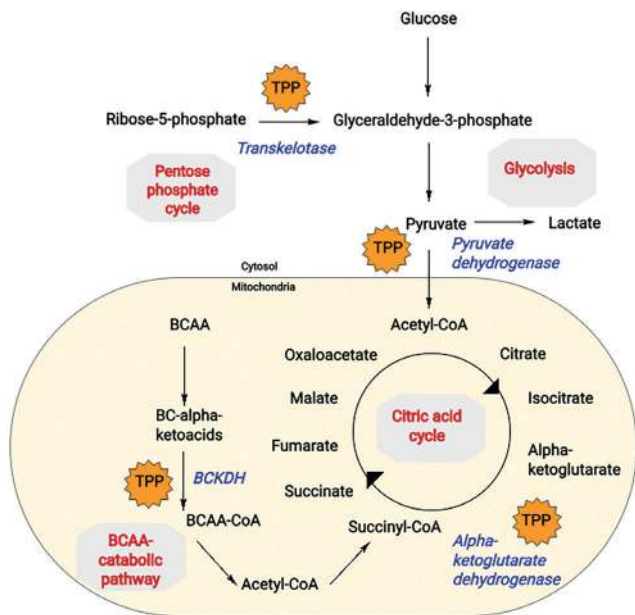 Glucose
TPP
Ribose-5-phosphate
Glyceraldehyde-3-phosphate
Transkelotase
Pentose
phosphate
cycle
Glycolysis
Pyruvate
Lactate
TPP
Pyruvate
dehydrogenase
Cytosol
Mitochondria
BCAA
Acetyl-CoA
Oxaloacetate
Citrate
Malate
Isocitrate
Citric acid
cycle
BC-alpha-
ketoacids
Fumarate
Alpha-
ketoglutarate
TPP
BCKDH
Succinate
BCAA-CoA
Succinyl-CoA
TPP
Alpha-
ketoglutarate
dehydrogenase
BCAA-
catabolic
pathway
Acetyl-CoA